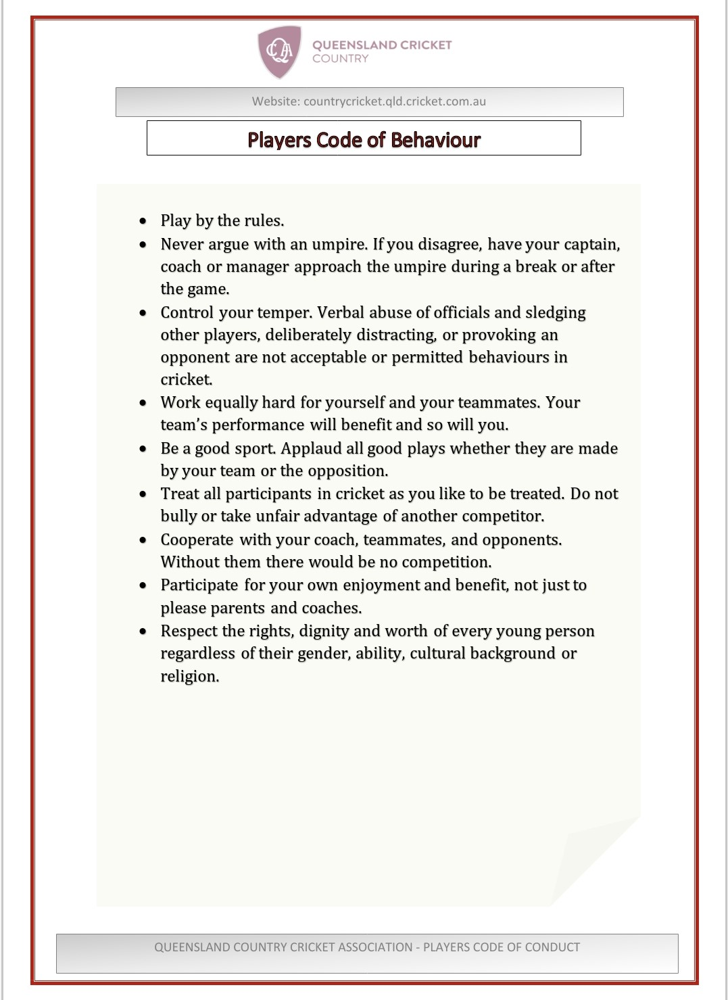 CQA
QUEENSLAND CRICKET
COUNTRY
Website: countrycricket.qld.cricket.com.au
Players Code of Behaviour
• Play by the rules.
• Never argue with an umpire. If you disagree, have your captain,
coach or manager approach the umpire during a break or after
the game.
• Control your temper. Verbal abuse of officials and sledging
other players, deliberately distracting, or provoking an
opponent are not acceptable or permitted behaviours in
cricket.
• Work equally hard for yourself and your teammates. Your
team’s performance will benefit and so will you.
• Be a good sport. Applaud all good plays whether they are made
by your team or the opposition.
• Treat all participants in cricket as you like to be treated. Do not
bully or take unfair advantage of another competitor.
• Cooperate with your coach, teammates, and opponents.
Without them there would be no competition.
• Participate for your own enjoyment and benefit, not just to
please parents and coaches.
• Respect the rights, dignity and worth of every young person
regardless of their gender, ability, cultural background or
religion.
QUEENSLAND COUNTRY CRICKET ASSOCIATION - PLAYERS CODE OF CONDUCT